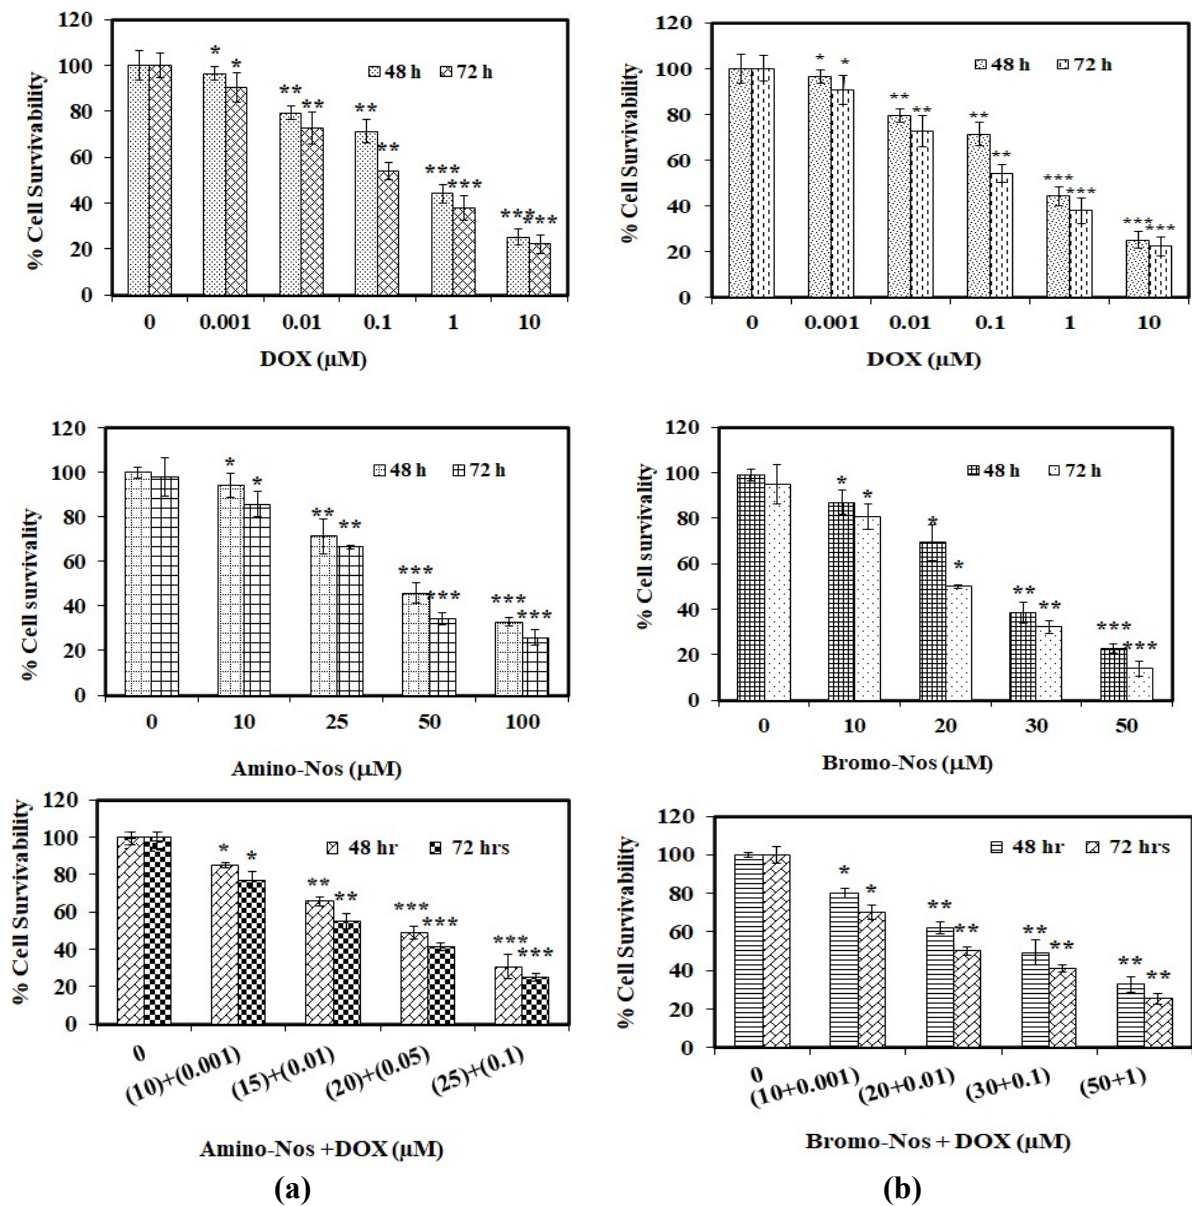 120
100
80
60
40
20
0
% Cell Survivability
48 h 72 h
* *
** **
** **
*** ***
*** ***
0 0.001 0.01 0.1 1 10
DOX (μM)
120
100
80
60
40
20
0
% Cell Survivability
48 h 72 h
* *
** **
** **
*** ***
*** ***
0 0.001 0.01 0.1 1 10
DOX (μM)
120
100
80
60
40
20
0
% Cell survivality
48 h 72 h
* *
** **
*** ***
*** ***
0 10 25 50 100
Amino-Nos (μM)
120
100
80
60
40
20
0
% Cell survivality
48 h 72 h
* *
* *
** **
*** ***
0 10 20 30 50
Bromo-Nos (μM)
120
100
80
60
40
20
0
% Cell Survivability
48 hr 72 hrs
* *
** **
*** ***
*** ***
0 (10)+(0.001) (15)+(0.01) (20)+(0.05) (25)+(0.1)
Amino-Nos +DOX (μM)
(a)
120
100
80
60
40
20
0
% Cell Survivability
48 hr 72 hrs
* *
** **
** **
** **
0 (10+0.001) (20+0.01) (30+0.1) (50+1)
Bromo-Nos + DOX (μM)
(b)